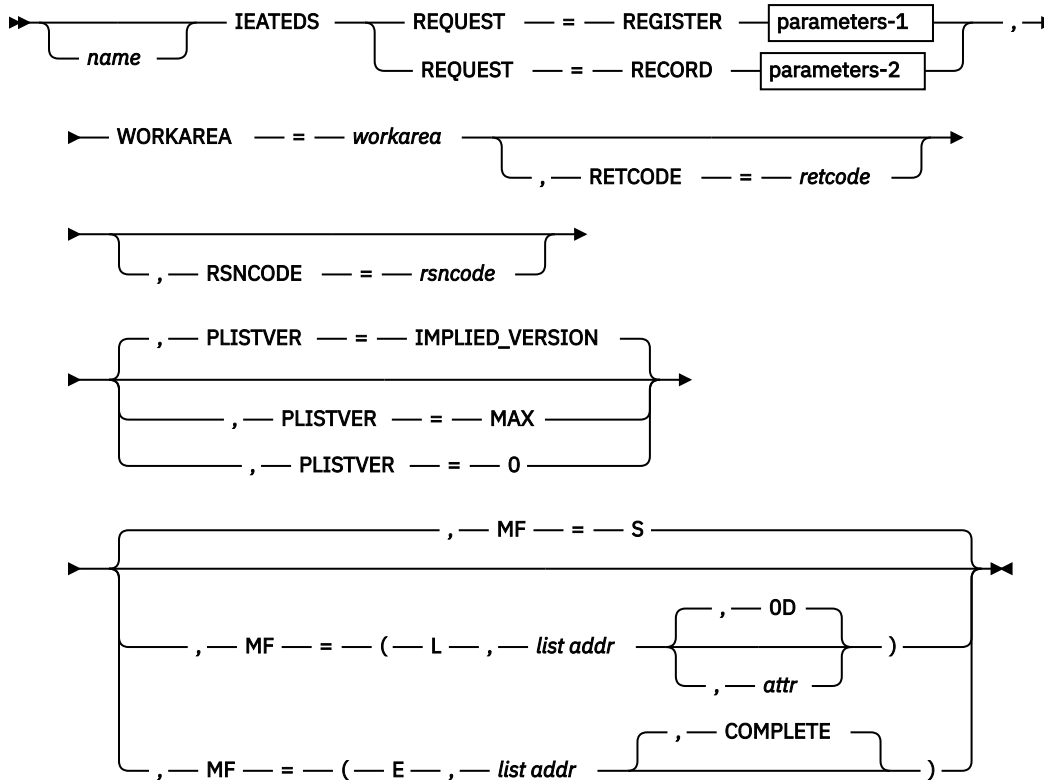 IEATEDS REQUEST = REGISTER parameters-1 ,
name
REQUEST = RECORD parameters-2
WORKAREA = workarea
, RETCODE = retcode
, RSNCODE = rsncode
, PLISTVER = IMPLIED_VERSION
, PLISTVER = MAX
, PLISTVER = 0
, MF = S
, 0D
, MF = ( L , list addr )
, attr
, COMPLETE
, MF = ( E , list addr )